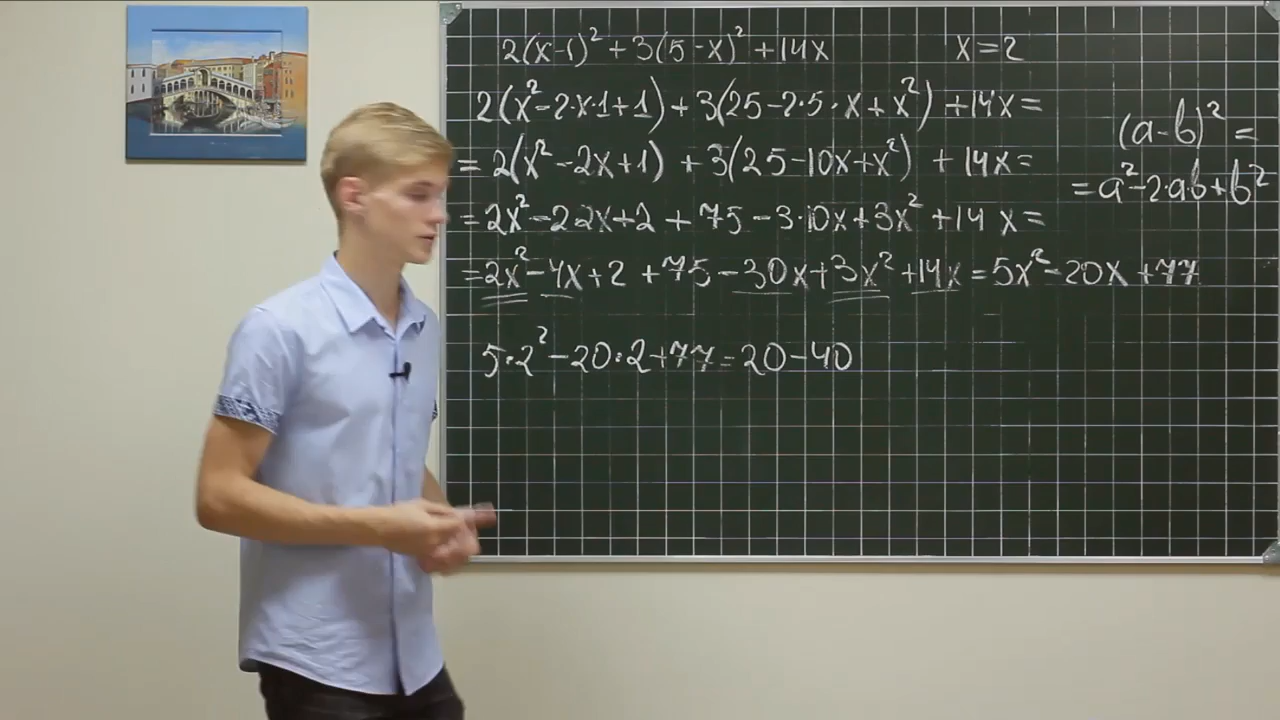 2(x-1)² + 3(5-x)² + 14x x = 2
2(x² - 2·x·1 + 1) + 3(25 - 2·5·x + x²) + 14x =
= 2(x² - 2x + 1) + 3(25 - 10x + x²) + 14x =
= 2x² - 2·2x + 2 + 75 - 3·10x + 3x² + 14x =
= 2x² - 4x + 2 + 75 - 30x + 3x² + 14x = 5x² - 20x + 77
5·2² - 20·2 + 77 = 20 - 40
(a-b)² =
= a² - 2·ab + b²